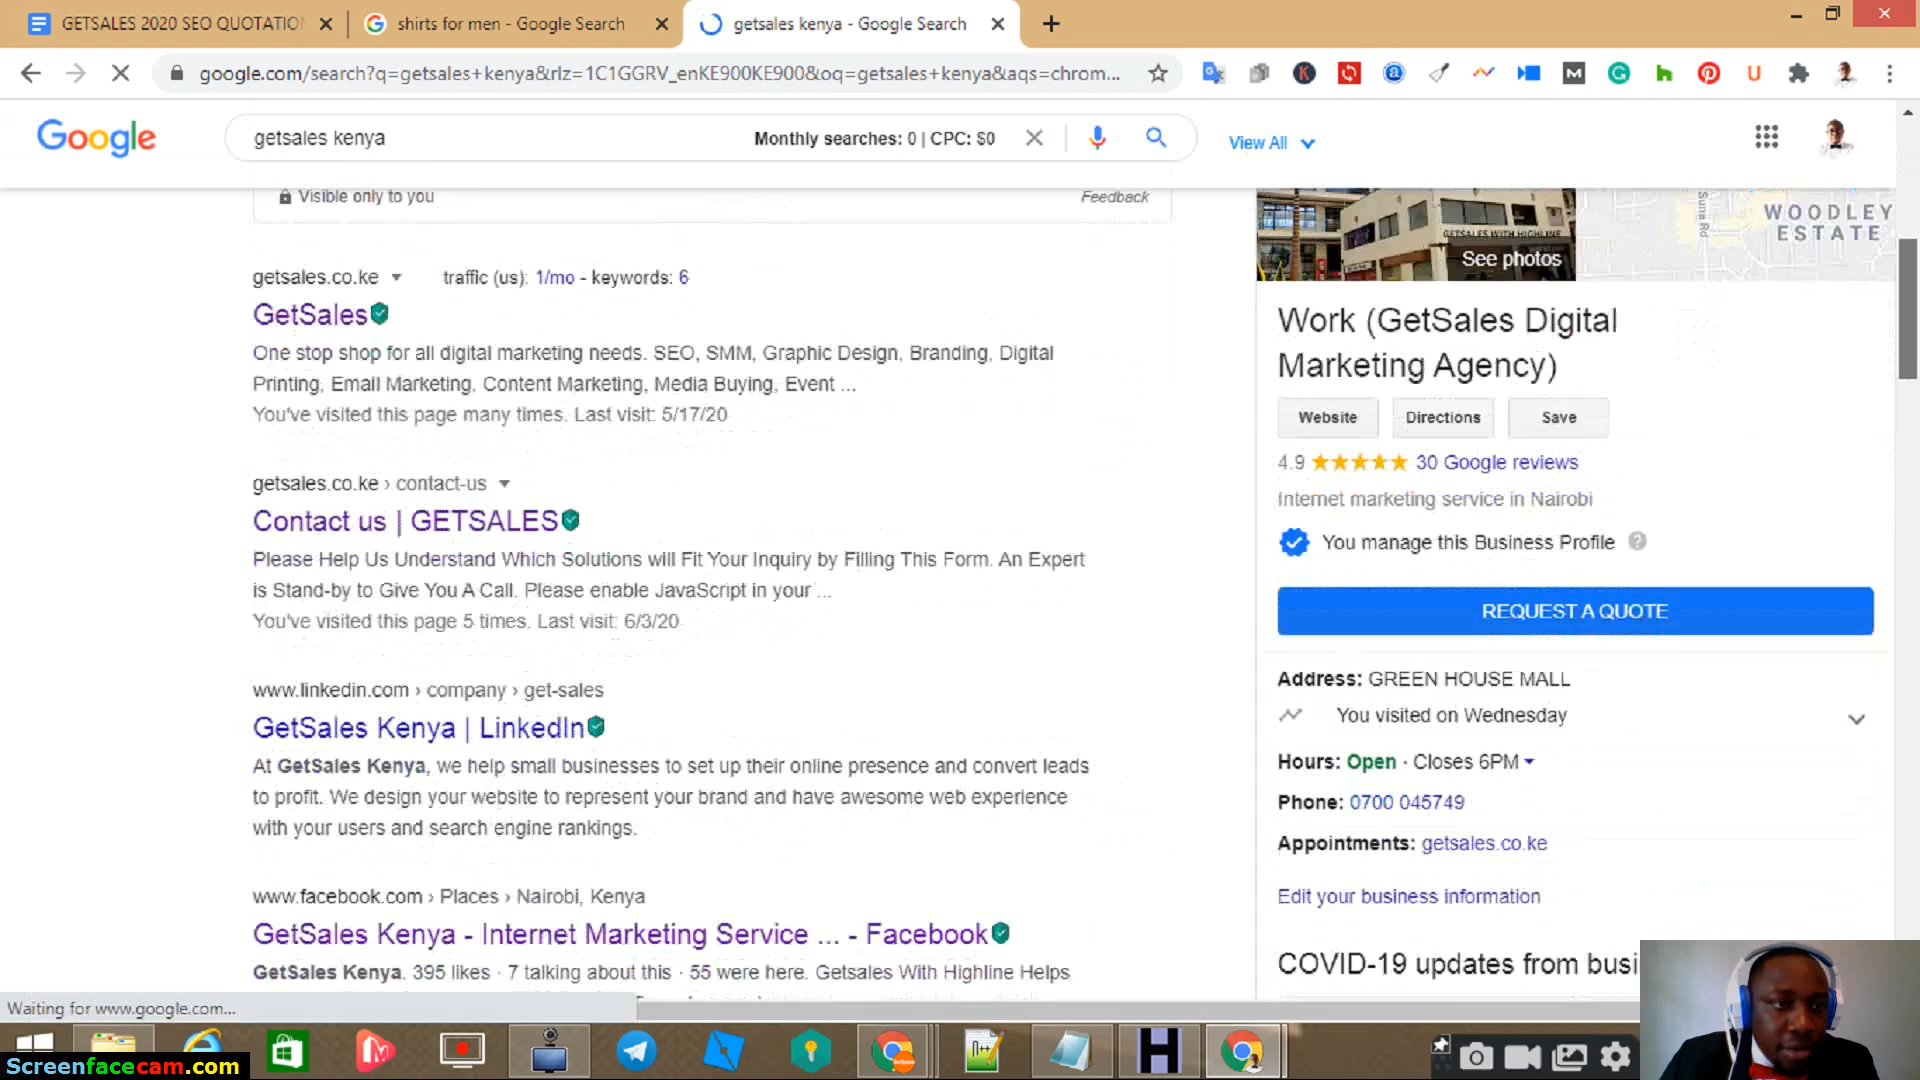 GETSALES 2020 SEO QUOTATION
shirts for men - Google Search
getsales kenya - Google Search
google.com/search?q=getsales+kenya&rlz=1C1GGRV_enKE900KE900&oq=getsales+kenya&aqs=chrom...
Google
getsales kenya
Monthly searches: 0 | CPC: $0
View All
Visible only to you
Feedback
getsales.co.ke
traffic (us): 1/mo - keywords: 6
GetSales
One stop shop for all digital marketing needs. SEO, SMM, Graphic Design, Branding, Digital
Printing, Email Marketing, Content Marketing, Media Buying, Event ...
You've visited this page many times. Last visit: 5/17/20
getsales.co.ke › contact-us
Contact us | GETSALES
Please Help Us Understand Which Solutions will Fit Your Inquiry by Filling This Form. An Expert
is Stand-by to Give You A Call. Please enable JavaScript in your ...
You've visited this page 5 times. Last visit: 6/3/20
www.linkedin.com › company › get-sales
GetSales Kenya | LinkedIn
At GetSales Kenya, we help small businesses to set up their online presence and convert leads
to profit. We design your website to represent your brand and have awesome web experience
with your users and search engine rankings.
www.facebook.com › Places › Nairobi, Kenya
GetSales Kenya - Internet Marketing Service ... - Facebook
GetSales Kenya. 395 likes · 7 talking about this · 55 were here. Getsales With Highline Helps
GETSALES WITH HIGHLINE
See photos
Suna Rd
WOODLEY
ESTATE
Work (GetSales Digital
Marketing Agency)
Website
Directions
Save
4.9
30 Google reviews
Internet marketing service in Nairobi
You manage this Business Profile
REQUEST A QUOTE
Address: GREEN HOUSE MALL
You visited on Wednesday
Hours: Open · Closes 6PM
Phone: 0700 045749
Appointments: getsales.co.ke
Edit your business information
COVID-19 updates from busi
Waiting for www.google.com...
Screenfacecam.com